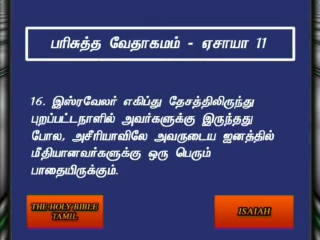 பரிசுத்த வேதாகமம் - ஏசாயா 11
16. இஸ்ரவேலர் எகிப்து தேசத்திலிருந்து
புறப்பட்டநாளில் அவர்களுக்கு இருந்தது
போல, அசீரியாவிலே அவருடைய ஜனத்தில்
மீதியானவர்களுக்கு ஒரு பெரும்
பாதையிருக்கும்.
THE HOLY BIBLE
TAMIL
ISAIAH